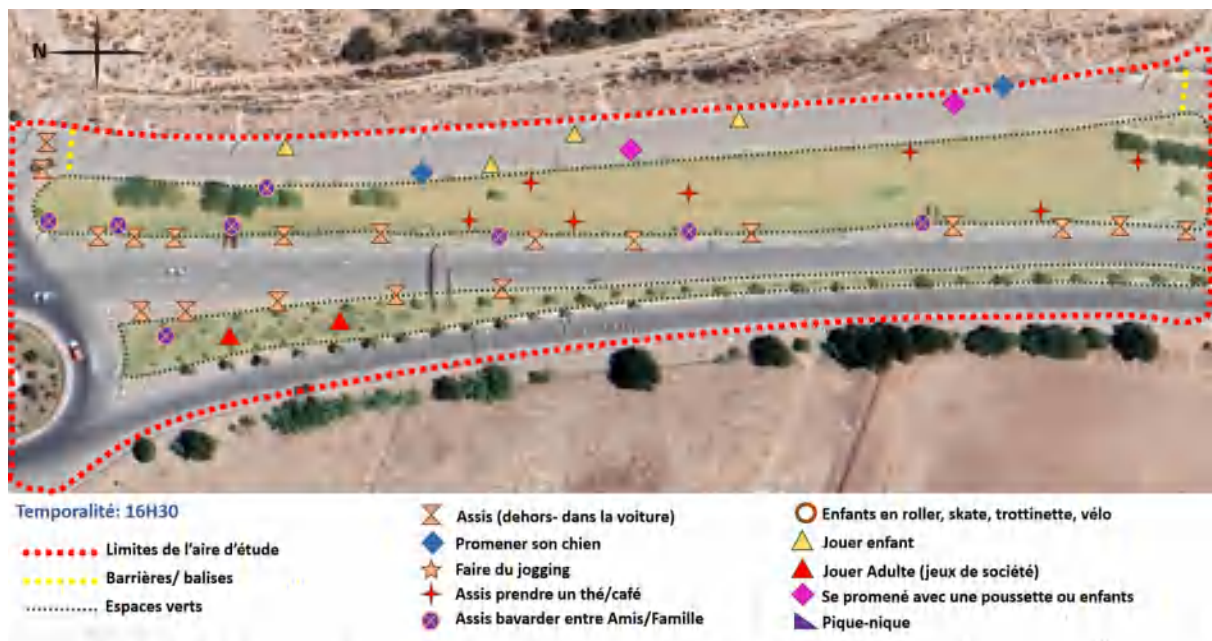 N
Temporalité: 16H30
Limites de l'aire d'étude
Barrières/ balises
Espaces verts
Assis (dehors- dans la voiture)
Promener son chien
Faire du jogging
Assis prendre un thé/café
Assis bavarder entre Amis/Famille
Enfants en roller, skate, trottinette, vélo
Jouer enfant
Jouer Adulte (jeux de société)
Se promené avec une poussette ou enfants
Pique-nique